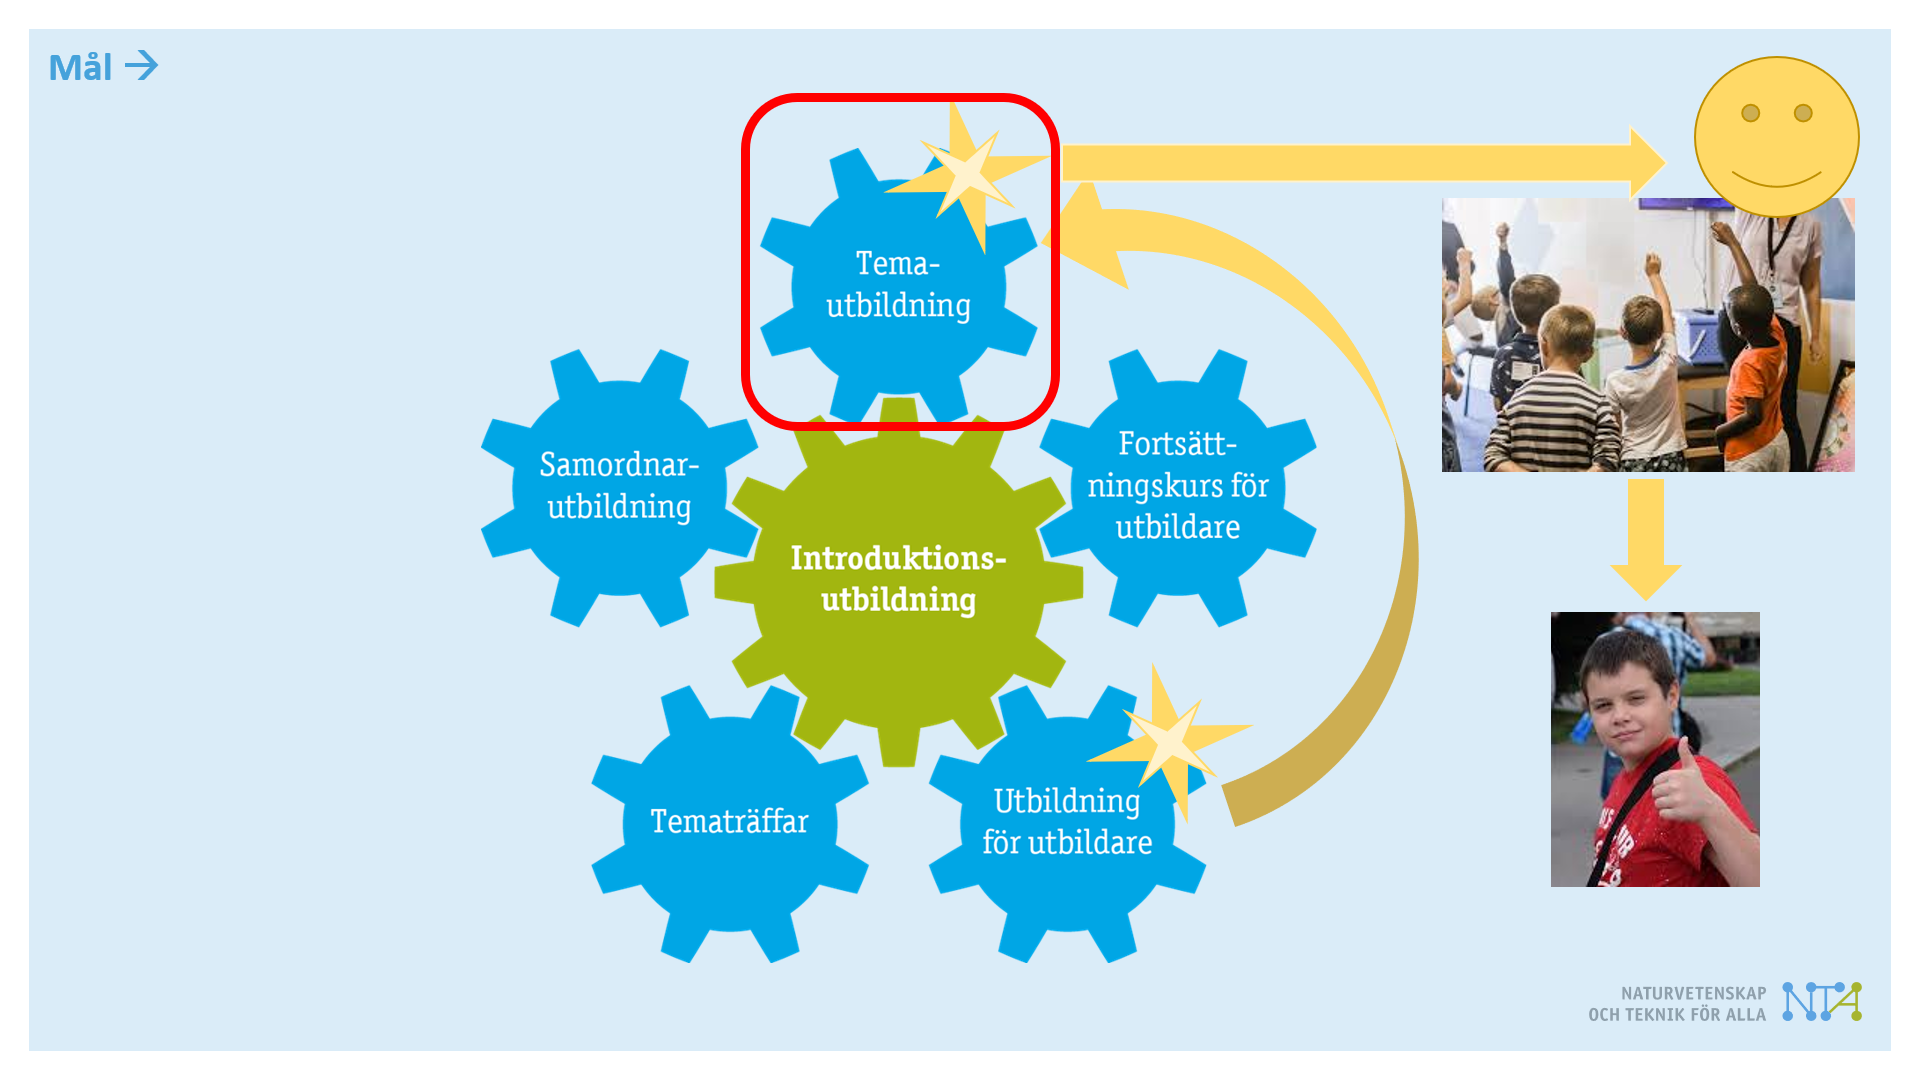 Mål →
Tema-
utbildning
Samordnar-
utbildning
Fortsätt-
ningskurs för
utbildare
Introduktions-
utbildning
Tematräffar
Utbildning
för utbildare
NATURVETENSKAP
OCH TEKNIK FÖR ALLA
NTA